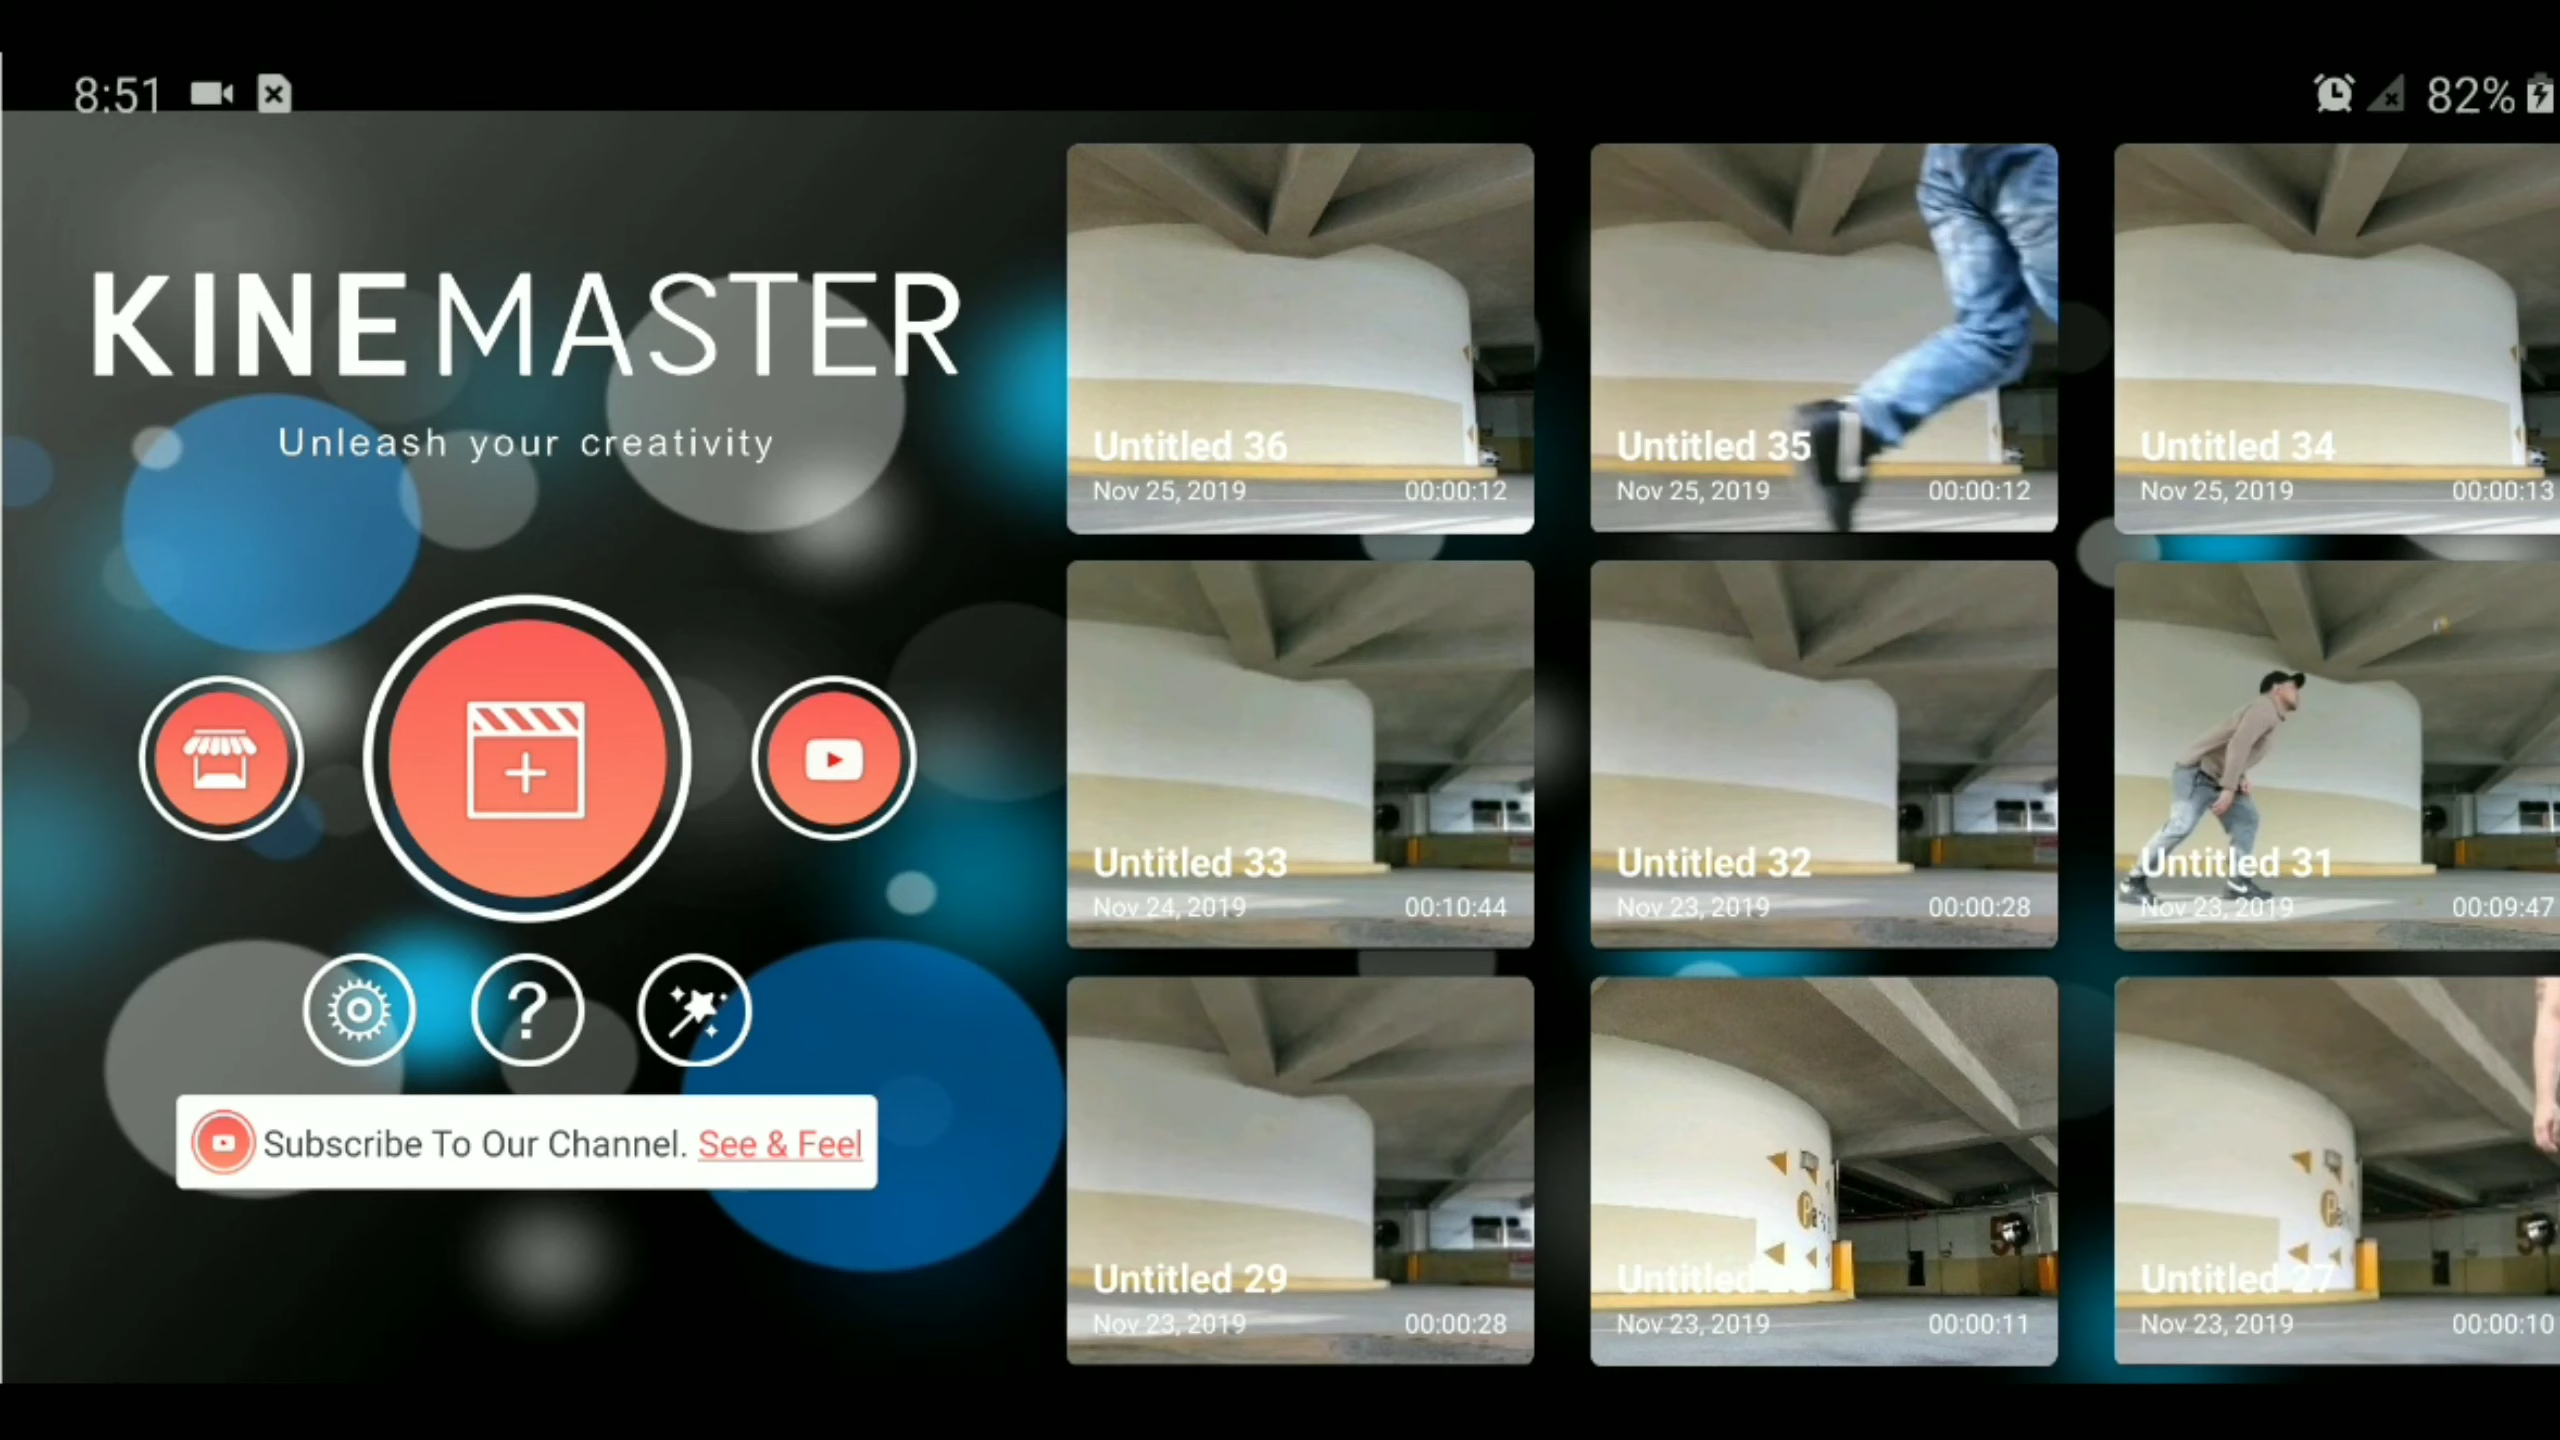 8:51
82%
KINEMASTER
Unleash your creativity
Subscribe To Our Channel. See & Feel
Untitled 36
Nov 25, 2019 00:00:12
Untitled 35
Nov 25, 2019 00:00:12
Untitled 34
Nov 25, 2019 00:00:13
Untitled 33
Nov 24, 2019 00:10:44
Untitled 32
Nov 23, 2019 00:00:28
Untitled 31
Nov 23, 2019 00:09:47
Untitled 29
Nov 23, 2019 00:00:28
Untitled
Nov 23, 2019 00:00:11
Untitled 27
Nov 23, 2019 00:00:10